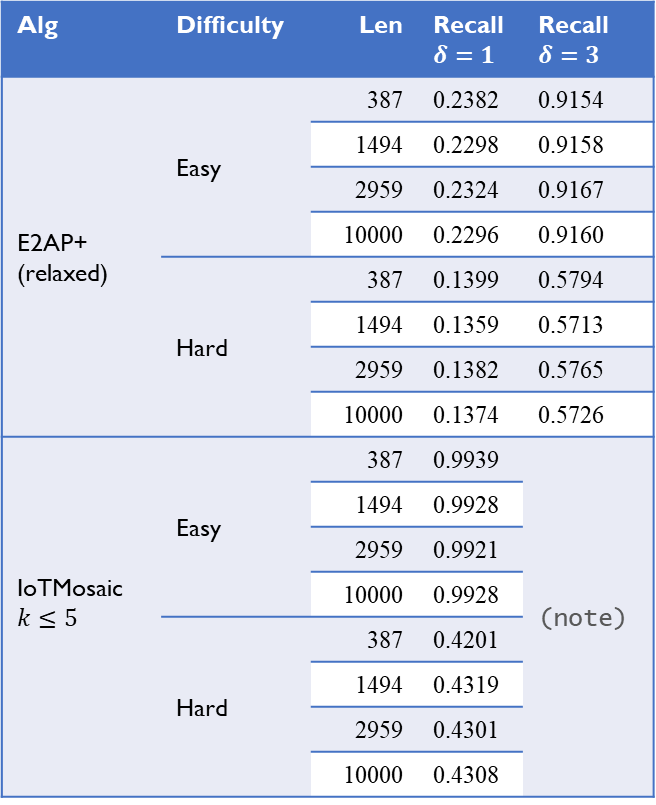 Alg Difficulty Len Recall δ = 1 Recall δ = 3
E2AP+ (relaxed) Easy 387 0.2382 0.9154
1494 0.2298 0.9158
2959 0.2324 0.9167
10000 0.2296 0.9160
Hard 387 0.1399 0.5794
1494 0.1359 0.5713
2959 0.1382 0.5765
10000 0.1374 0.5726
IoTMosaic k ≤ 5 Easy 387 0.9939 (note)
1494 0.9928
2959 0.9921
10000 0.9928
Hard 387 0.4201
1494 0.4319
2959 0.4301
10000 0.4308